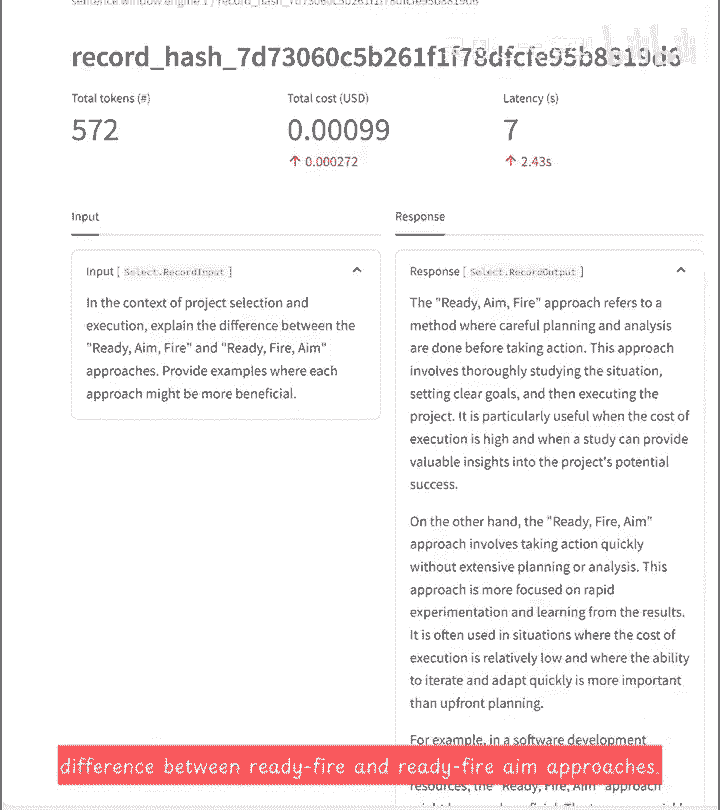 record_hash_7d73060c5b261f1f78dfcfe95b8819d6
Total tokens (#)
Total cost (USD)
Latency (s)
572
0.00099
7
↑ 0.000272
↑ 2.43s
Input
Response
Input [ Select.RecordInput ]
In the context of project selection and
execution, explain the difference between the
"Ready, Aim, Fire" and "Ready, Fire, Aim"
approaches. Provide examples where each
approach might be more beneficial.
Response [ Select.RecordOutput ]
The "Ready, Aim, Fire" approach refers to a
method where careful planning and analysis
are done before taking action. This approach
involves thoroughly studying the situation,
setting clear goals, and then executing the
project. It is particularly useful when the cost of
execution is high and when a study can provide
valuable insights into the project's potential
success.
On the other hand, the "Ready, Fire, Aim"
approach involves taking action quickly
without extensive planning or analysis. This
approach is more focused on rapid
experimentation and learning from the results.
It is often used in situations where the cost of
execution is relatively low and where the ability
to iterate and adapt quickly is more important
than upfront planning.
For example, in a software development
difference between ready-fire and ready-fire aim approaches.
resources, the "Ready, Fire, Aim" approach